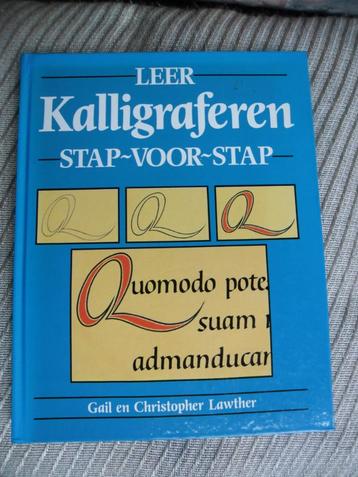 LEER
Kalligraferen
STAP~VOOR~STAP
Q Q Q
Quomodo pote
suam
admanducar
Gail en Christopher Lawther